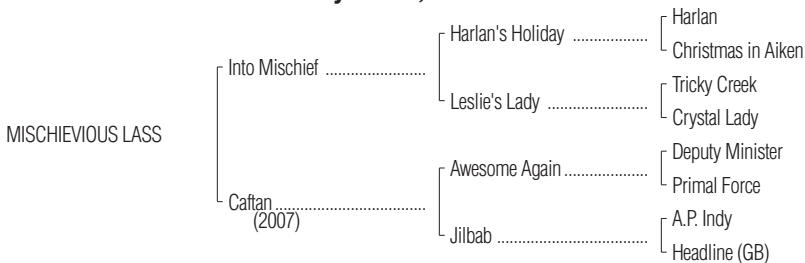 Harlan
Harlan's Holiday ..................
Christmas in Aiken
Into Mischief ........................
Tricky Creek
Leslie's Lady ........................
Crystal Lady
MISCHIEVIOUS LASS
Deputy Minister
Awesome Again ....................
Primal Force
Caftan ....................................
(2007)
A.P. Indy
Jilbab ....................................
Headline (GB)